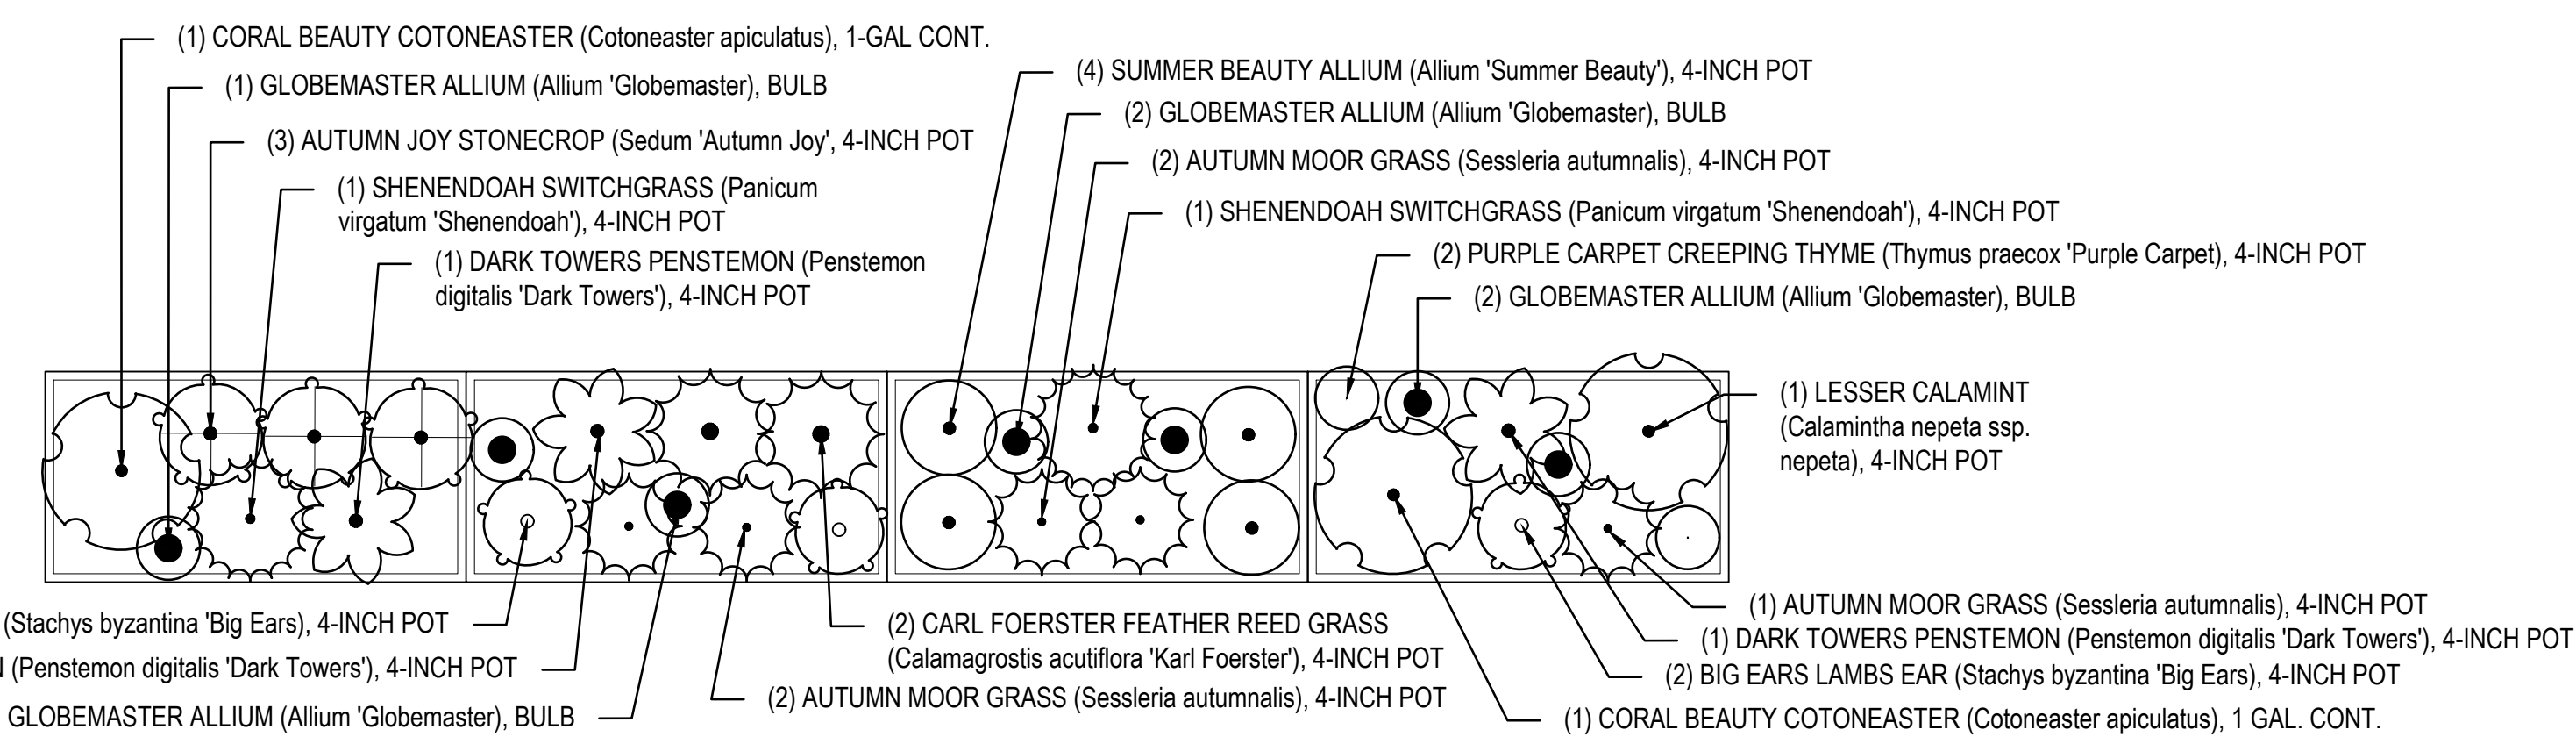 (1) CORAL BEAUTY COTONEASTER (Cotoneaster apiculatus), 1-GAL CONT.
(1) GLOBEMASTER ALLIUM (Allium 'Globemaster), BULB
(3) AUTUMN JOY STONECROP (Sedum 'Autumn Joy', 4-INCH POT
(1) SHENENDOAH SWITCHGRASS (Panicum
virgatum 'Shenendoah'), 4-INCH POT
(1) DARK TOWERS PENSTEMON (Penstemon
digitalis 'Dark Towers'), 4-INCH POT
(4) SUMMER BEAUTY ALLIUM (Allium 'Summer Beauty'), 4-INCH POT
(2) GLOBEMASTER ALLIUM (Allium 'Globemaster), BULB
(2) AUTUMN MOOR GRASS (Sessleria autumnalis), 4-INCH POT
(1) SHENENDOAH SWITCHGRASS (Panicum virgatum 'Shenendoah'), 4-INCH POT
(2) PURPLE CARPET CREEPING THYME (Thymus praecox 'Purple Carpet), 4-INCH POT
(2) GLOBEMASTER ALLIUM (Allium 'Globemaster), BULB
(1) LESSER CALAMINT
(Calamintha nepeta ssp.
nepeta), 4-INCH POT
(Stachys byzantina 'Big Ears), 4-INCH POT
(Penstemon digitalis 'Dark Towers'), 4-INCH POT
GLOBEMASTER ALLIUM (Allium 'Globemaster), BULB
(2) CARL FOERSTER FEATHER REED GRASS
(Calamagrostis acutiflora 'Karl Foerster'), 4-INCH POT
(2) AUTUMN MOOR GRASS (Sessleria autumnalis), 4-INCH POT
(1) AUTUMN MOOR GRASS (Sessleria autumnalis), 4-INCH POT
(1) DARK TOWERS PENSTEMON (Penstemon digitalis 'Dark Towers'), 4-INCH POT
(2) BIG EARS LAMBS EAR (Stachys byzantina 'Big Ears), 4-INCH POT
(1) CORAL BEAUTY COTONEASTER (Cotoneaster apiculatus), 1 GAL. CONT.